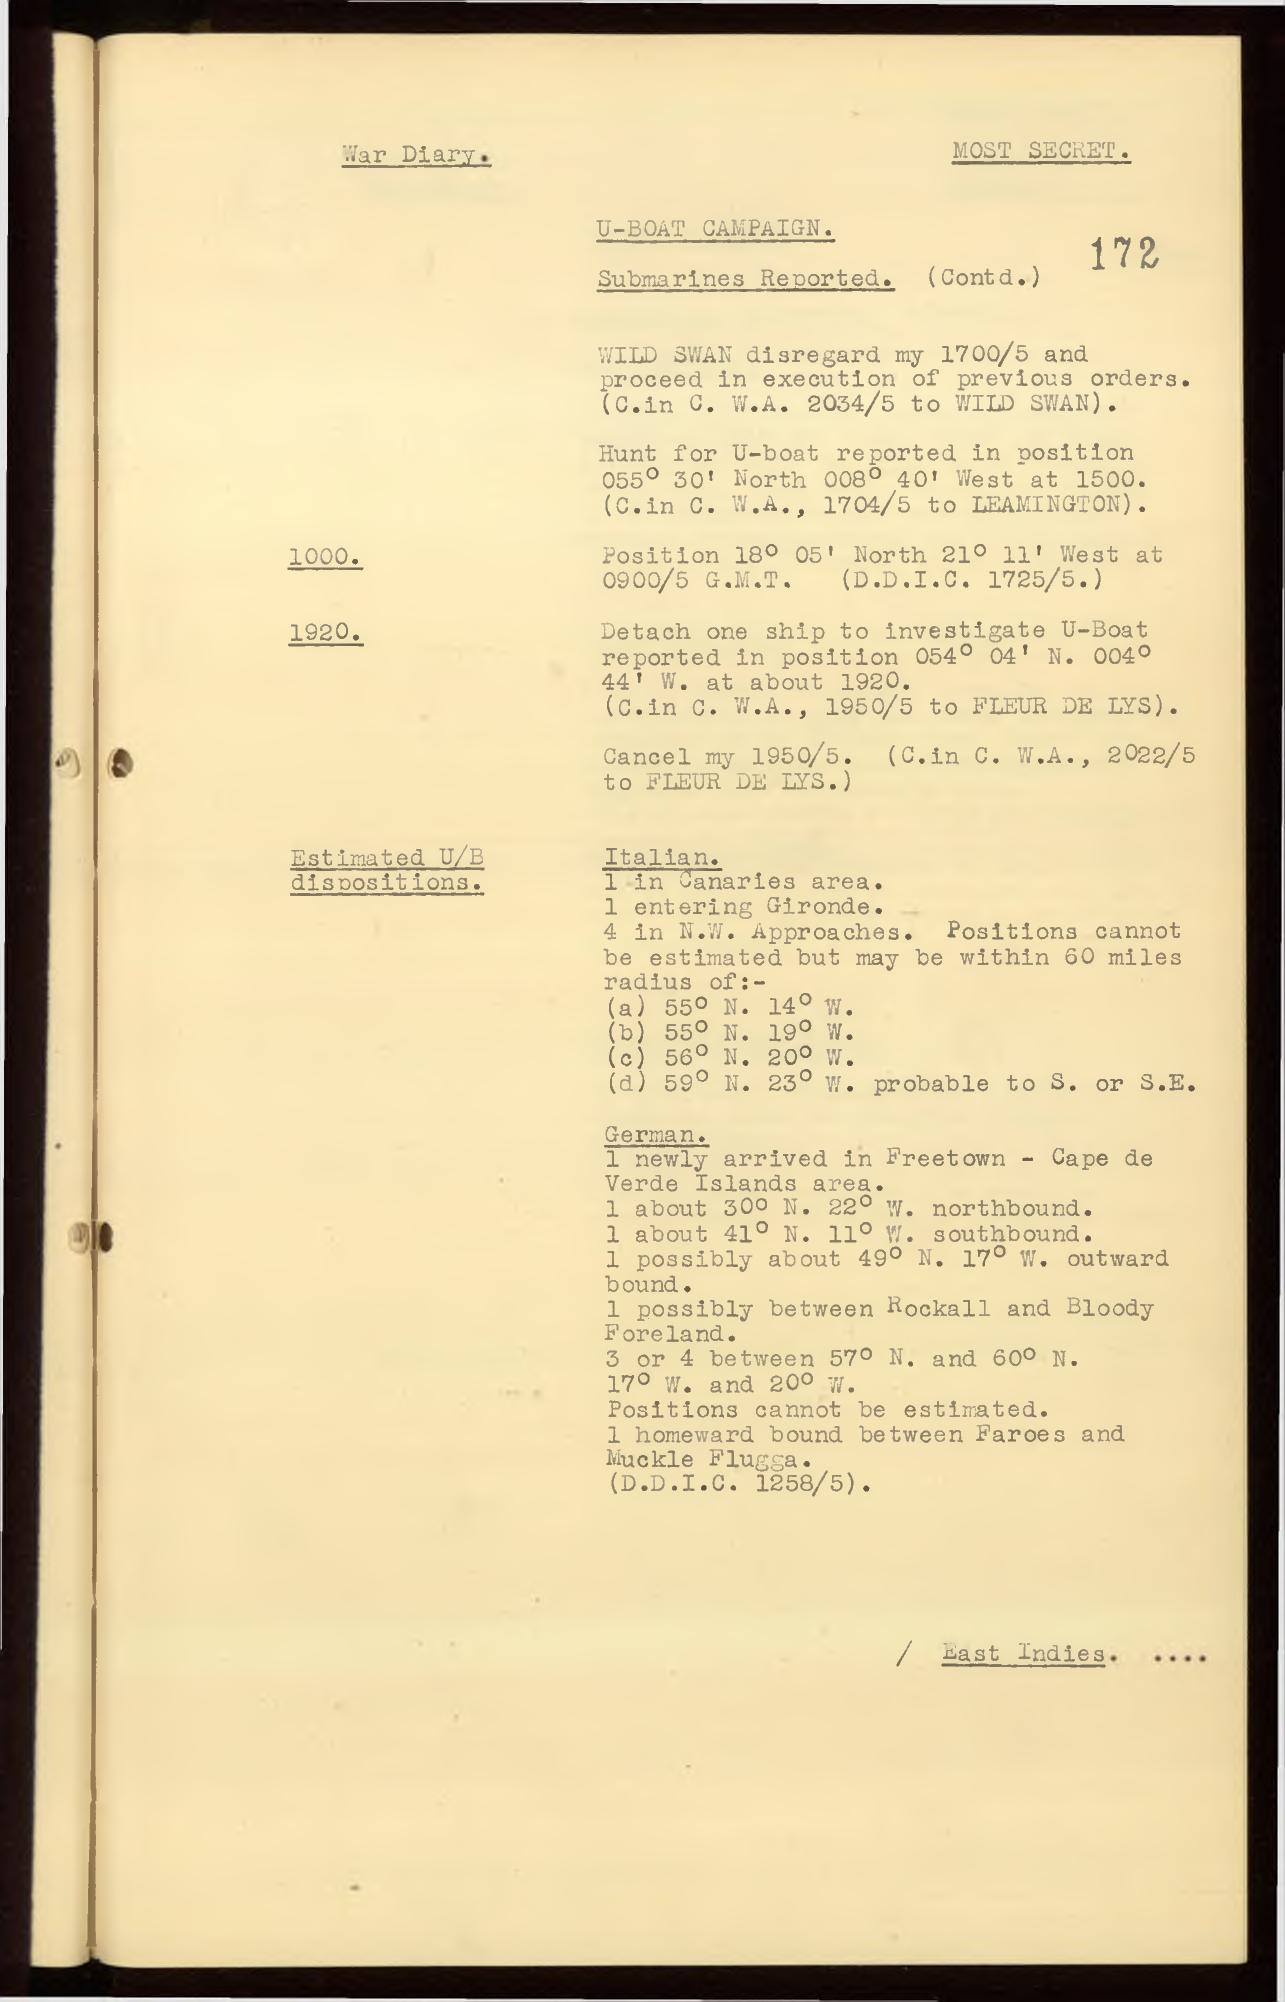 War Diary.
MOST SECRET.
U-BOAT CAMPAIGN.
172
Submarines Reported. (Contd.)
WILD SWAN disregard my 1700/5 and
proceed in execution of previous orders.
(C.in C. W.A. 2034/5 to WILD SWAN).
Hunt for U-boat reported in position
055° 30' North 008° 40' West at 1500.
(C.in C. W.A., 1704/5 to LEAMINGTON).
1000.
Position 18° 05' North 21° 11' West at
0900/5 G.M.T. (D.D.I.C. 1725/5.)
1920.
Detach one ship to investigate U-Boat
reported in position 054° 04' N. 004°
44' W. at about 1920.
(C.in C. W.A., 1950/5 to FLEUR DE LYS).
Cancel my 1950/5. (C.in C. W.A., 2022/5
to FLEUR DE LYS.)
Estimated U/B
dispositions.
Italian.
1 in Canaries area.
1 entering Gironde.
4 in N.W. Approaches. Positions cannot
be estimated but may be within 60 miles
radius of:-
(a) 55° N. 14° W.
(b) 55° N. 19° W.
(c) 56° N. 20° W.
(d) 59° N. 23° W. probable to S. or S.E.
German.
1 newly arrived in Freetown - Cape de
Verde Islands area.
1 about 30° N. 22° W. northbound.
1 about 41° N. 11° W. southbound.
1 possibly about 49° N. 17° W. outward
bound.
1 possibly between Rockall and Bloody
Foreland.
3 or 4 between 57° N. and 60° N.
17° W. and 20° W.
Positions cannot be estimated.
1 homeward bound between Faroes and
Muckle Flugga.
(D.D.I.C. 1258/5).
/ East Indies. ....